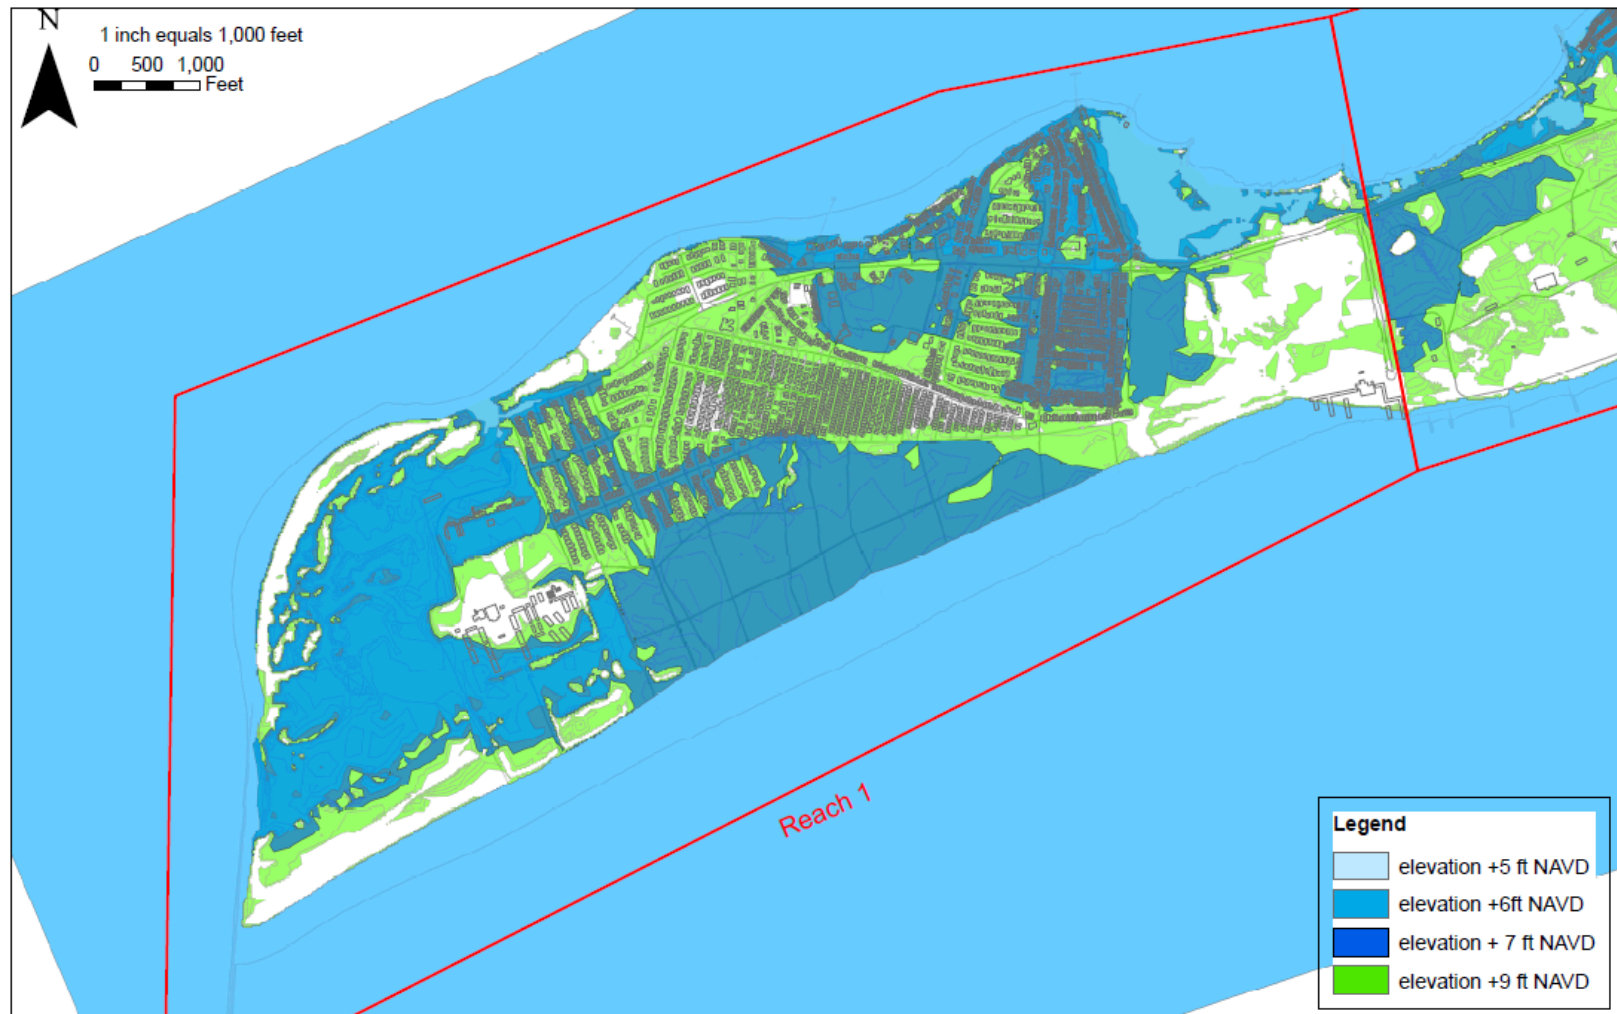 N
1 inch equals 1,000 feet
0 500 1,000
Feet
Reach 1
Legend
elevation +5 ft NAVD
elevation +6ft NAVD
elevation + 7 ft NAVD
elevation +9 ft NAVD